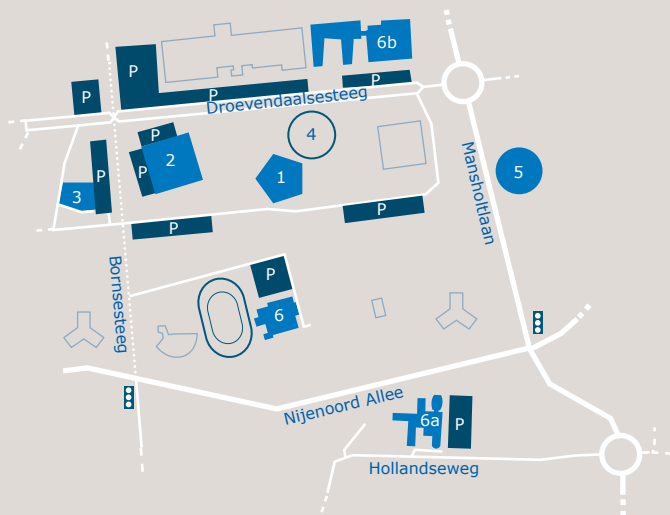 6b
P
P
P
P
Droevendaalsesteeg
P
4
2
P
P
1
5
3
P
P
Mansholtlaan
Bornsesteeg
P
6
Nijenoord Allee
6a
P
Hollandseweg